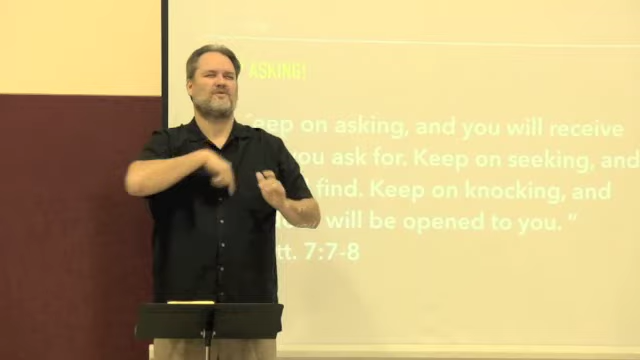 ASKING!
eep on asking, and you will receive
you ask for. Keep on seeking, and
find. Keep on knocking, and
will be opened to you. ”
tt. 7:7-8